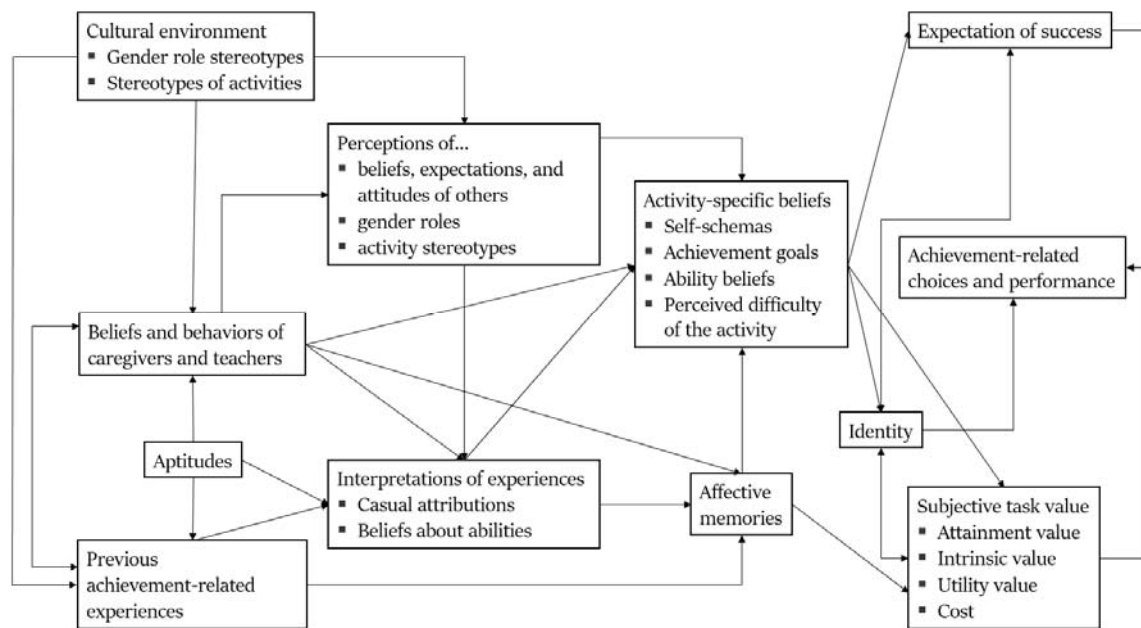 Cultural environment
▪ Gender role stereotypes
▪ Stereotypes of activities
Perceptions of...
▪ beliefs, expectations, and
attitudes of others
▪ gender roles
▪ activity stereotypes
Beliefs and behaviors of
caregivers and teachers
Aptitudes
Previous
achievement-related
experiences
Interpretations of experiences
▪ Casual attributions
▪ Beliefs about abilities
Activity-specific beliefs
▪ Self-schemas
▪ Achievement goals
▪ Ability beliefs
▪ Perceived difficulty
of the activity
Affective
memories
Expectation of success
Achievement-related
choices and performance
Identity
Subjective task value
▪ Attainment value
▪ Intrinsic value
▪ Utility value
▪ Cost